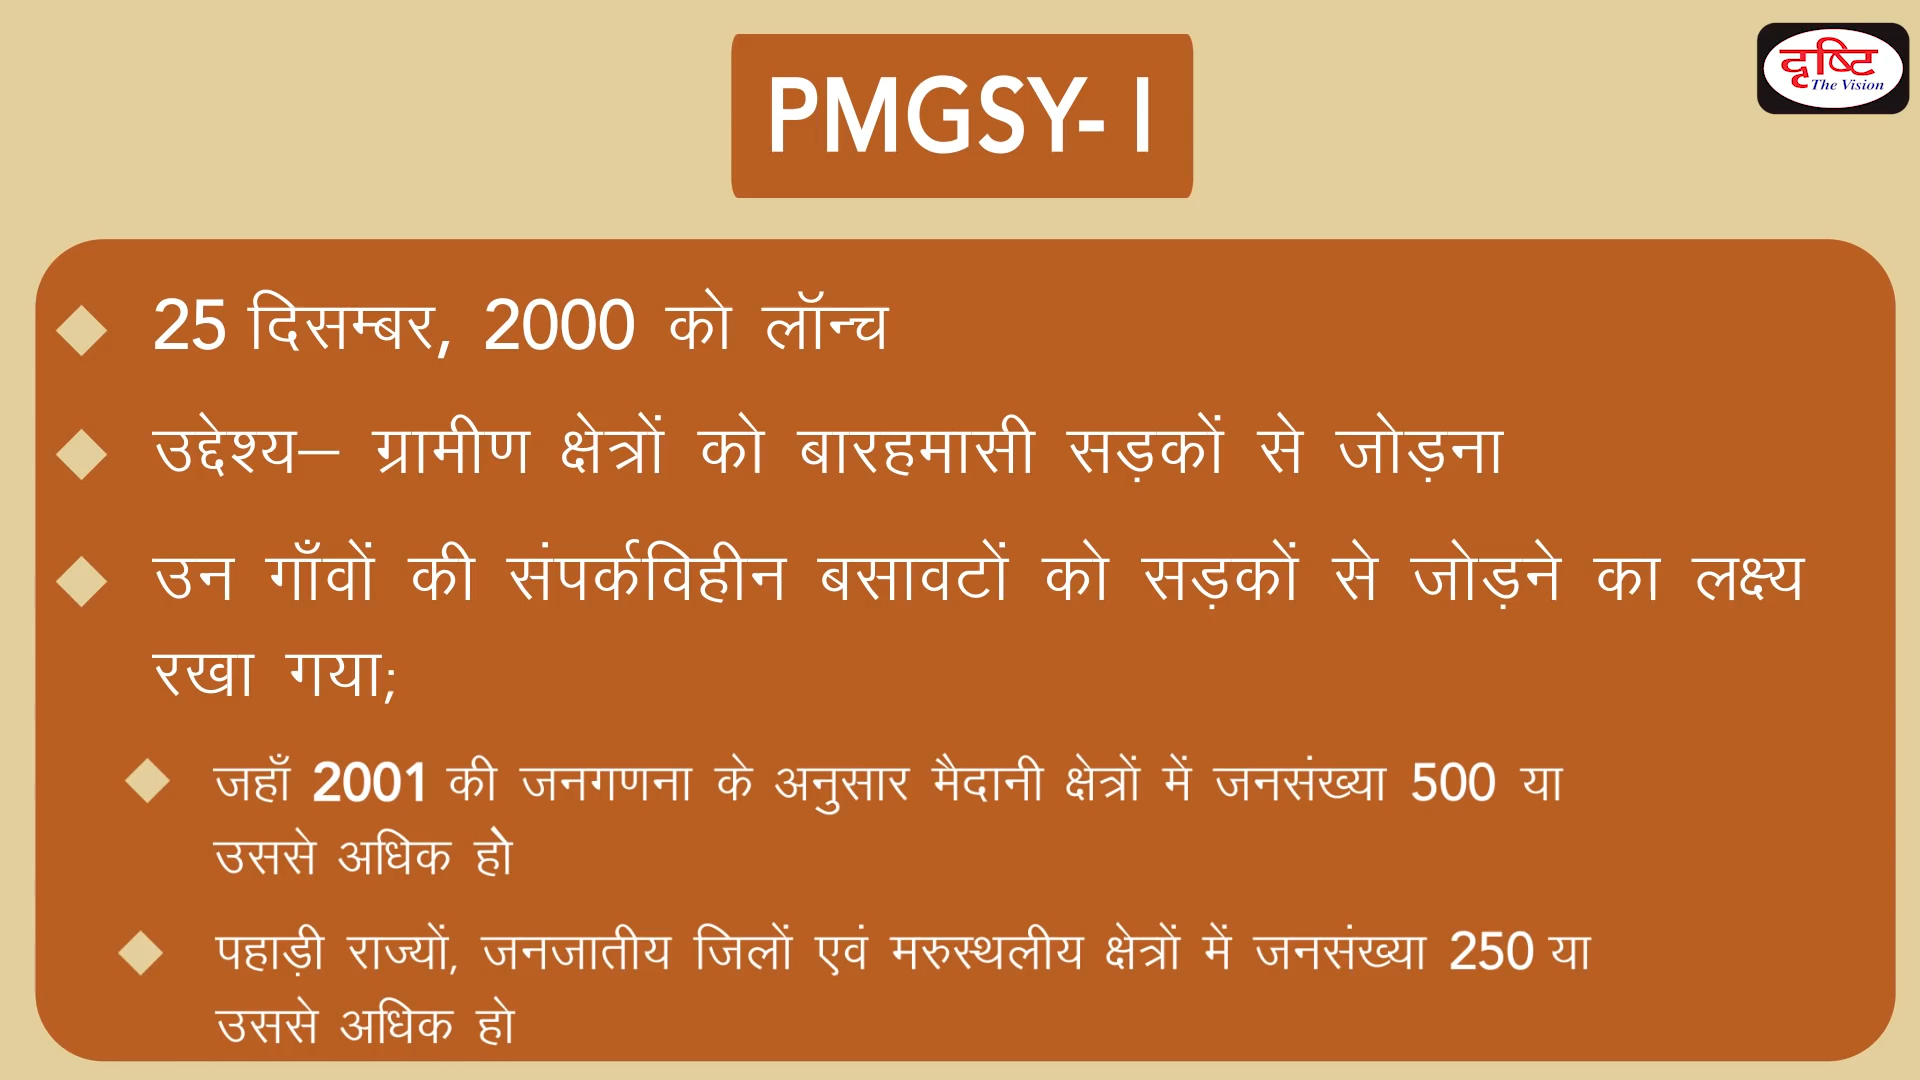 PMGSY- I
दृष्टि
The Vision
25 दिसम्बर, 2000 को लॉन्च
उद्देश्य– ग्रामीण क्षेत्रों को बारहमासी सड़कों से जोड़ना
उन गाँवों की संपर्कविहीन बसावटों को सड़कों से जोड़ने का लक्ष्य
रखा गया;
जहाँ 2001 की जनगणना के अनुसार मैदानी क्षेत्रों में जनसंख्या 500 या
उससे अधिक हो
पहाड़ी राज्यों, जनजातीय जिलों एवं मरुस्थलीय क्षेत्रों में जनसंख्या 250 या
उससे अधिक हो